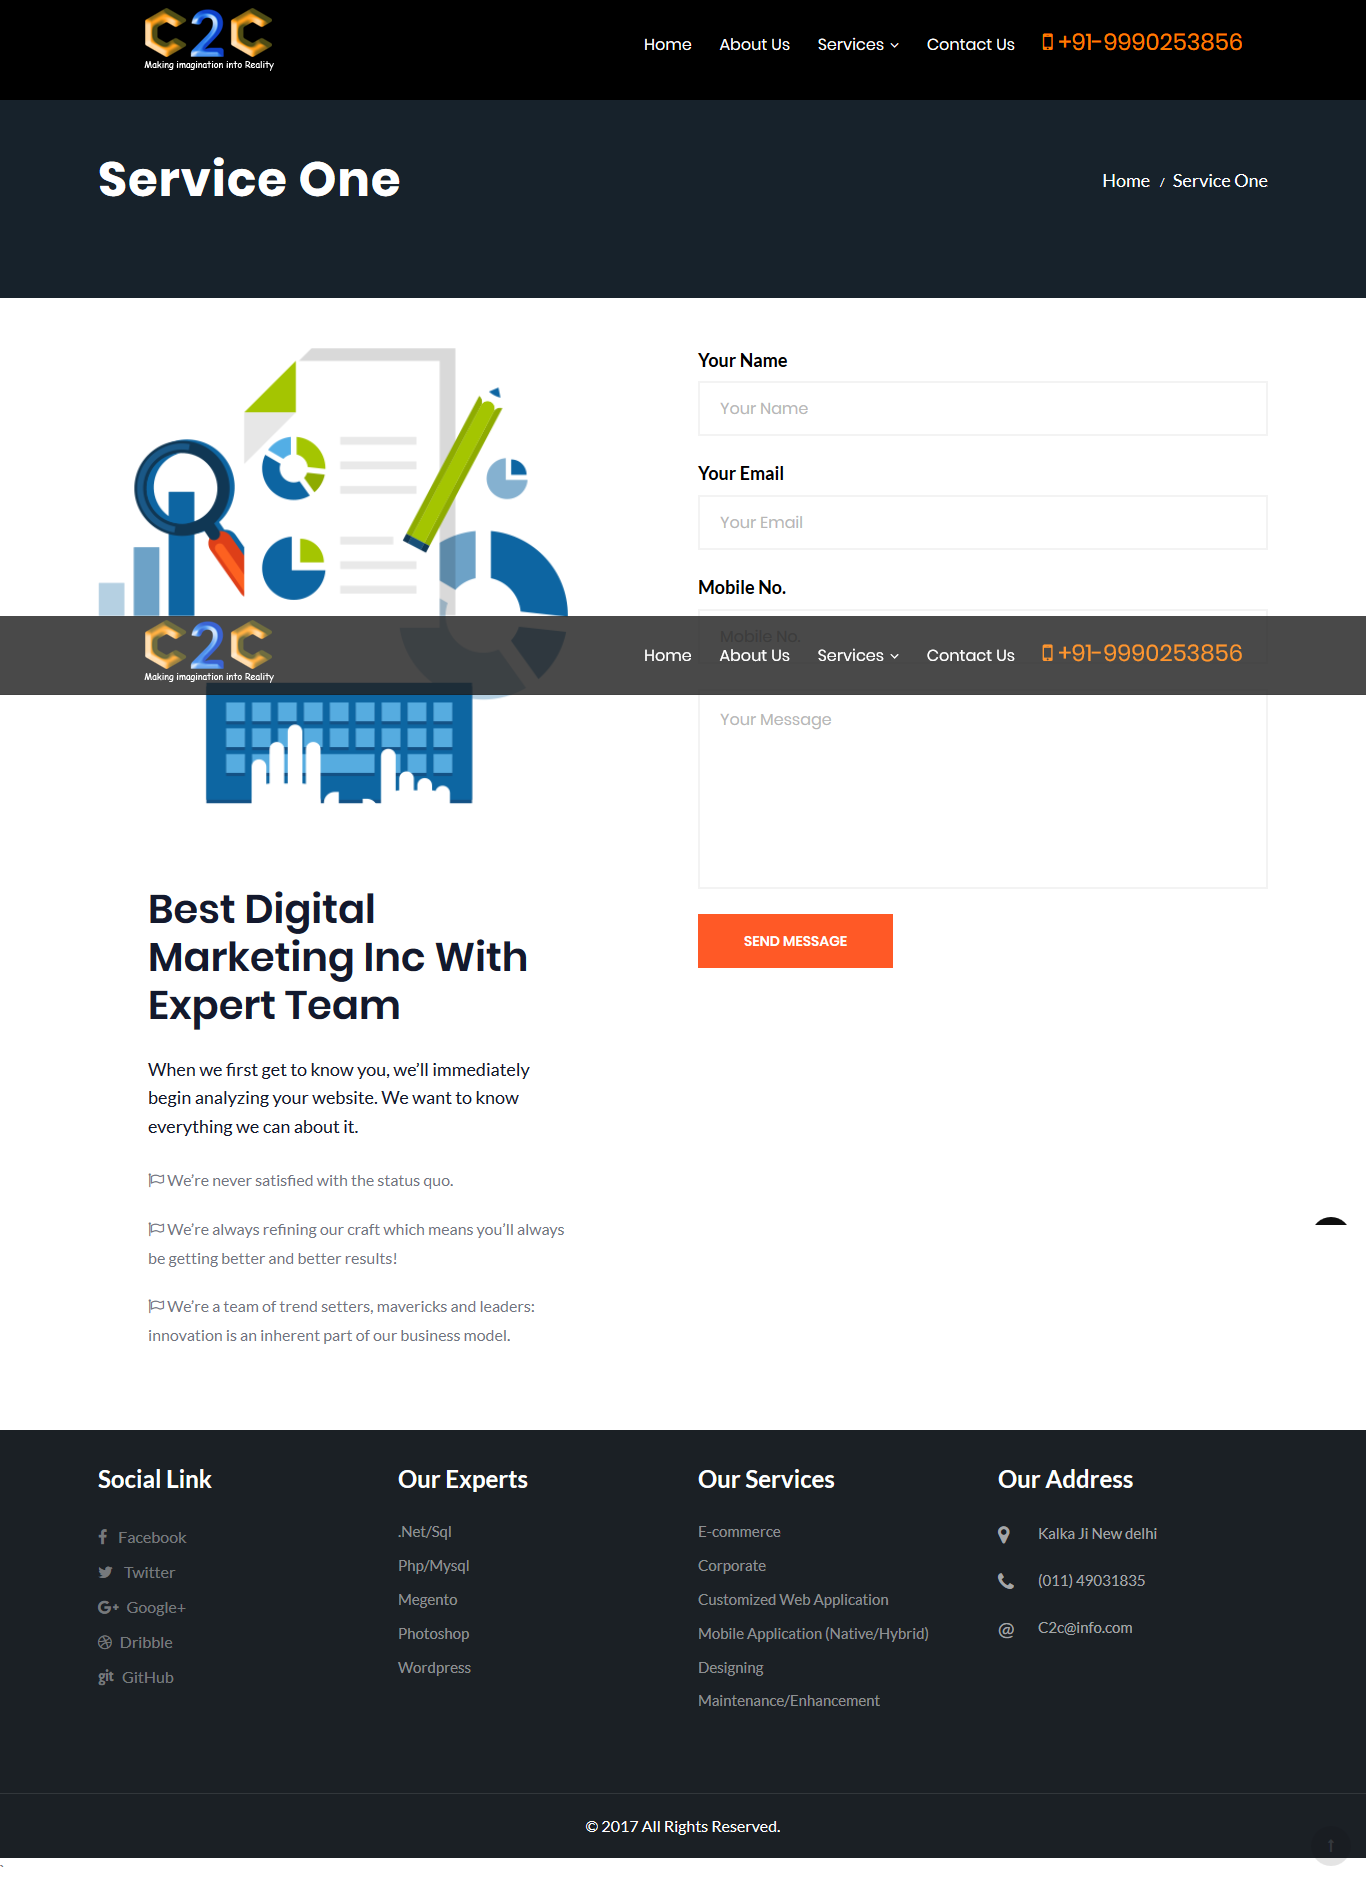 C2C
Making imagination into Reality
Home About Us Services Contact Us +91-9990253856
Service One
Home / Service One
Your Name
Your Name
Your Email
Your Email
Mobile No.
Mobile No.
C2C
Making imagination into Reality
Home About Us Services Contact Us +91-9990253856
Your Message
SEND MESSAGE
Best Digital
Marketing Inc With
Expert Team
When we first get to know you, we’ll immediately
begin analyzing your website. We want to know
everything we can about it.
We’re never satisfied with the status quo.
We’re always refining our craft which means you’ll always
be getting better and better results!
We’re a team of trend setters, mavericks and leaders:
innovation is an inherent part of our business model.
Social Link
Facebook
Twitter
G+ Google+
Dribble
git GitHub
Our Experts
.Net/Sql
Php/Mysql
Megento
Photoshop
Wordpress
Our Services
E-commerce
Corporate
Customized Web Application
Mobile Application (Native/Hybrid)
Designing
Maintenance/Enhancement
Our Address
Kalka Ji New delhi
(011) 49031835
@ C2c@info.com
© 2017 All Rights Reserved.
`